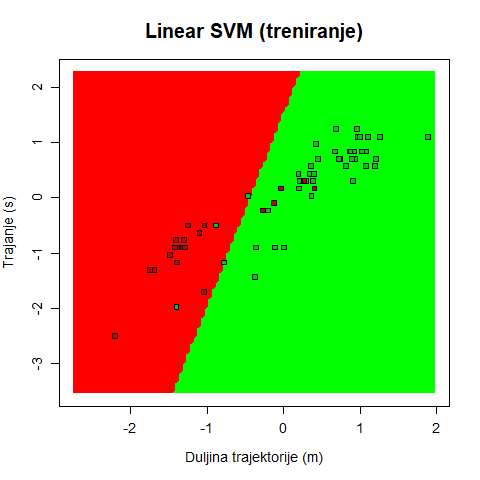 Linear SVM (treniranje)
Trajanje (s)
2
1
0
-1
-2
-3
-2 -1 0 1 2
Duljina trajektorije (m)